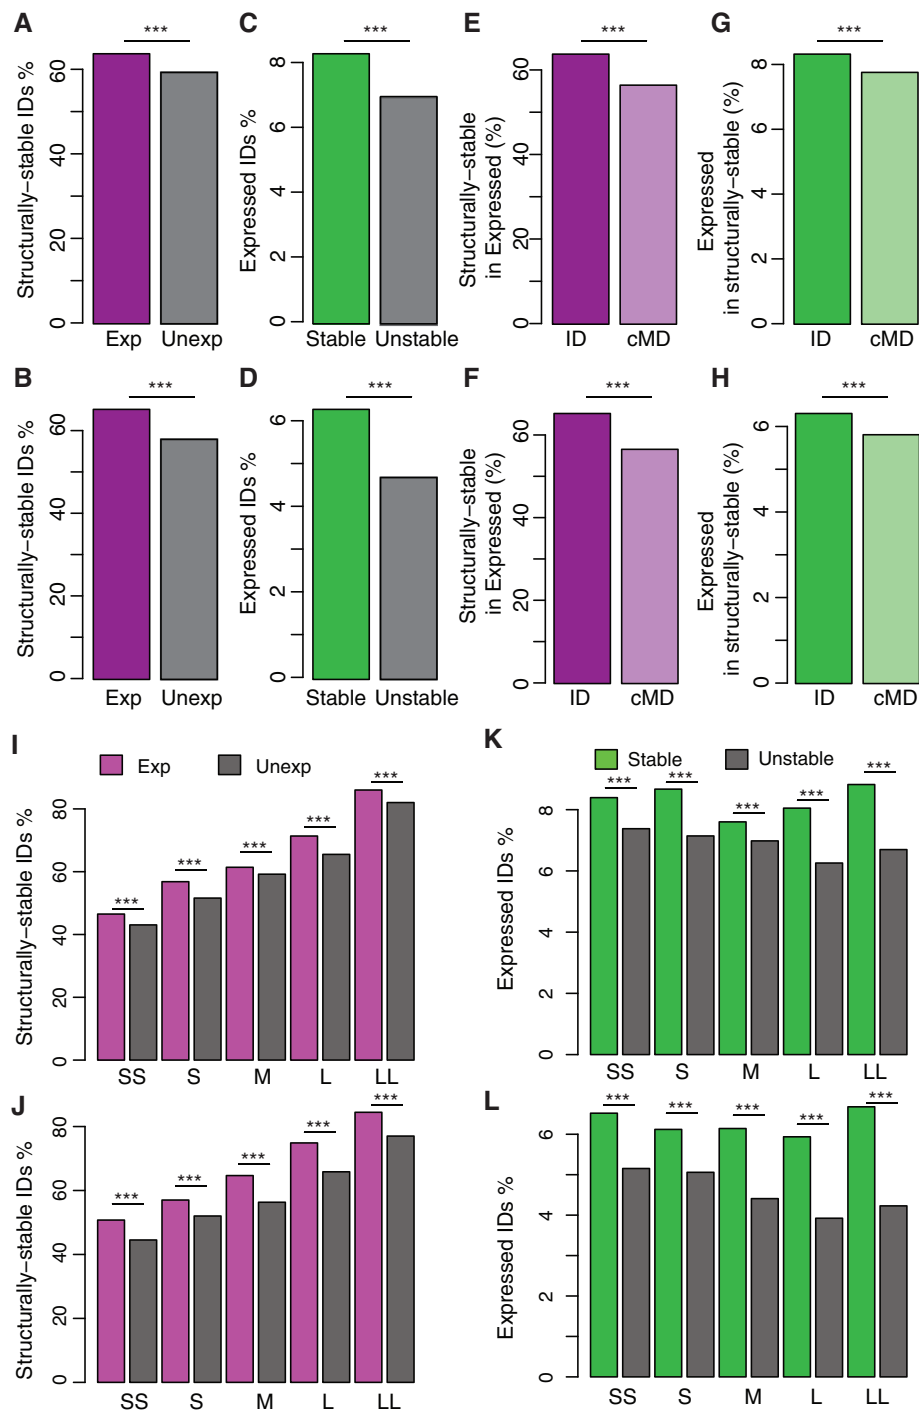 A
***
Structurally−stable IDs %
0
20
40
60
Exp
Unexp
C
***
Expressed IDs %
0
2
4
6
8
Stable
Unstable
E
***
Structurally−stable
in Expressed (%)
0
20
40
60
ID
cMD
G
***
Expressed
in structurally−stable (%)
0
2
4
6
8
ID
cMD
B
***
Structurally−stable IDs %
0
20
40
60
Exp
Unexp
D
***
Expressed IDs %
0
2
4
6
Stable
Unstable
F
***
Structurally−stable
in Expressed (%)
0
20
40
60
ID
cMD
H
***
Expressed
in structurally−stable (%)
0
2
4
6
ID
cMD
I
Exp
Unexp
Structurally−stable IDs %
0
20
40
60
80
***
***
***
***
***
SS
S
M
L
LL
K
Stable
Unstable
Expressed IDs %
0
2
4
6
8
***
***
***
***
***
SS
S
M
L
LL
J
Structurally−stable IDs %
0
20
40
60
80
***
***
***
***
***
SS
S
M
L
LL
L
Expressed IDs %
0
2
4
6
***
***
***
***
***
SS
S
M
L
LL